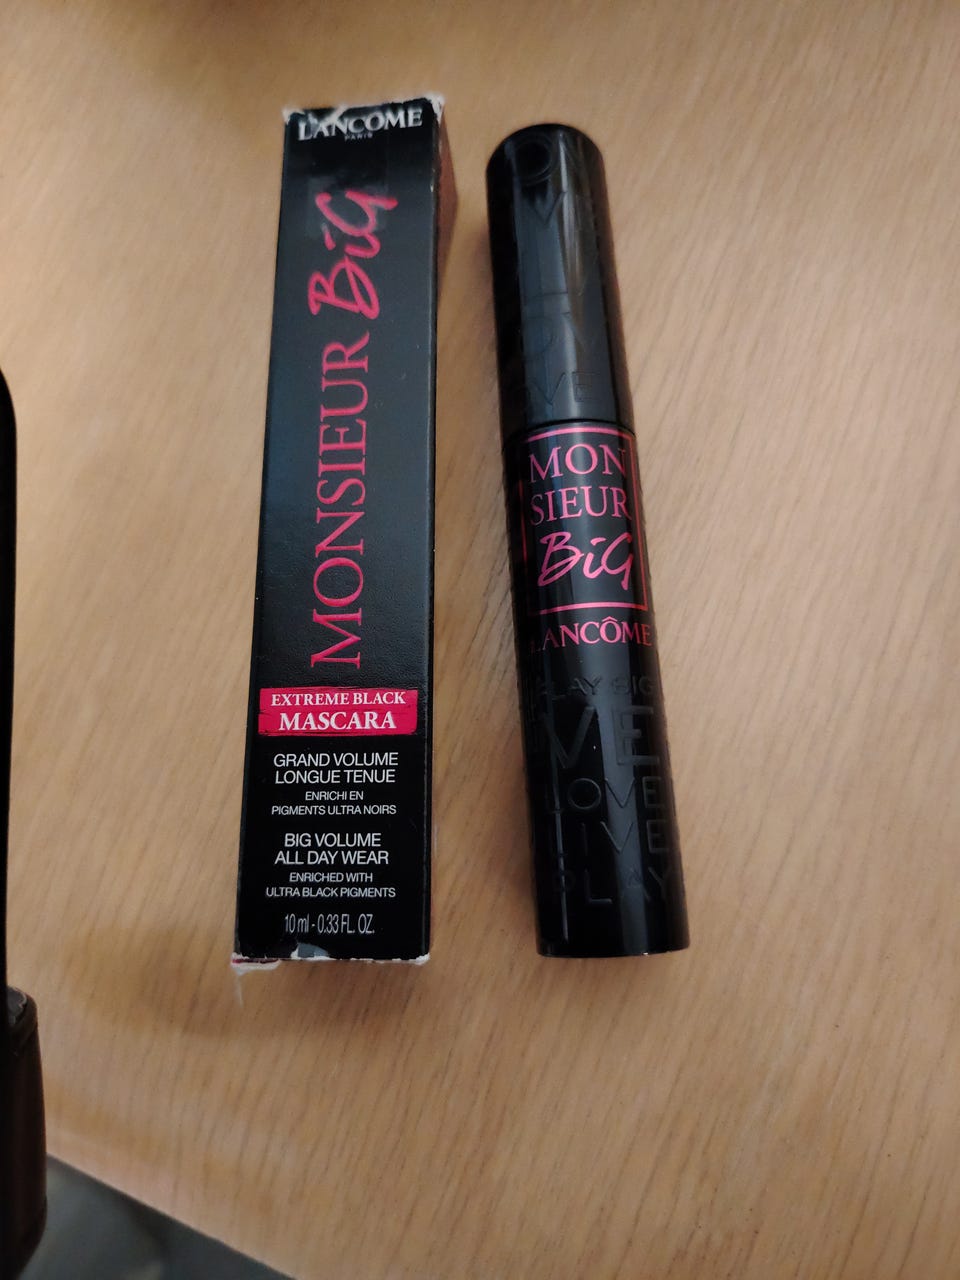 LANCOME
PARIS
MONSIEUR BiG
EXTREME BLACK
MASCARA
GRAND VOLUME
LONGUE TENUE
ENRICHI EN
PIGMENTS ULTRA NOIRS
BIG VOLUME
ALL DAY WEAR
ENRICHED WITH
ULTRA BLACK PIGMENTS
10 ml - 0.33 FL. OZ.
MON
SIEUR
BiG
LANCÔME
PLAY BIG
LOVE
LIVE
PLAY